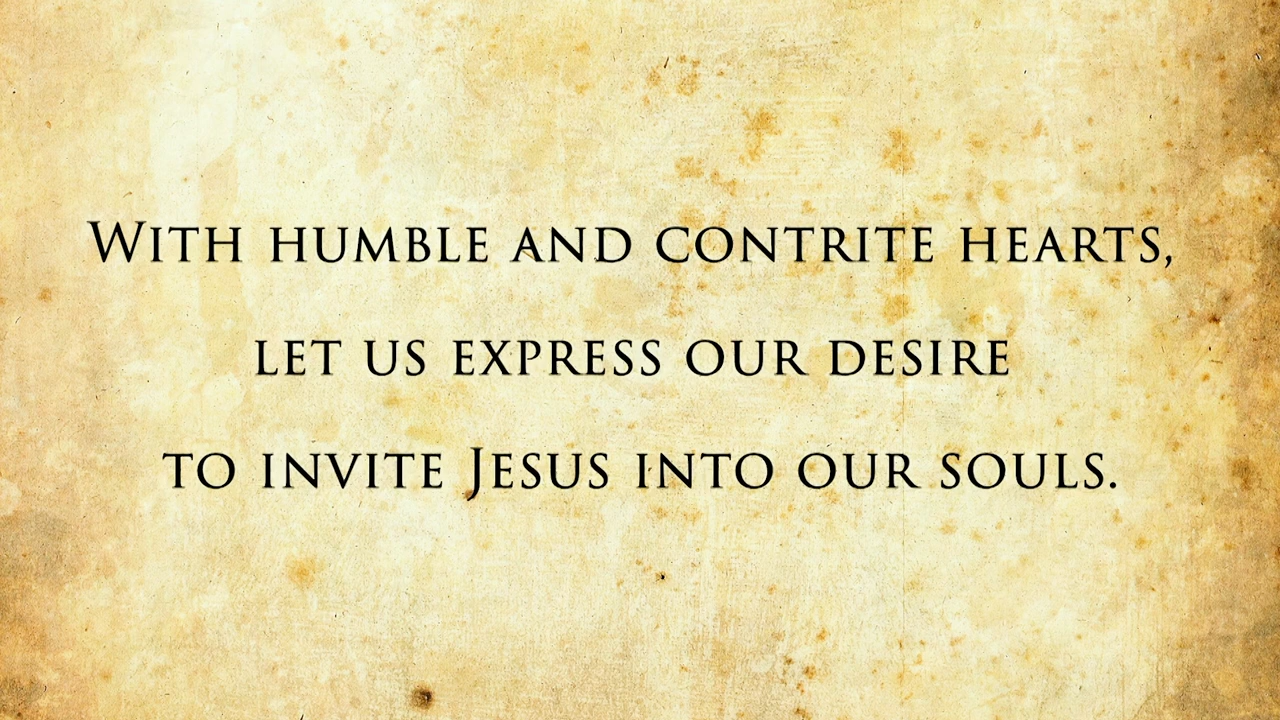 With humble and contrite hearts,
let us express our desire
to invite Jesus into our souls.